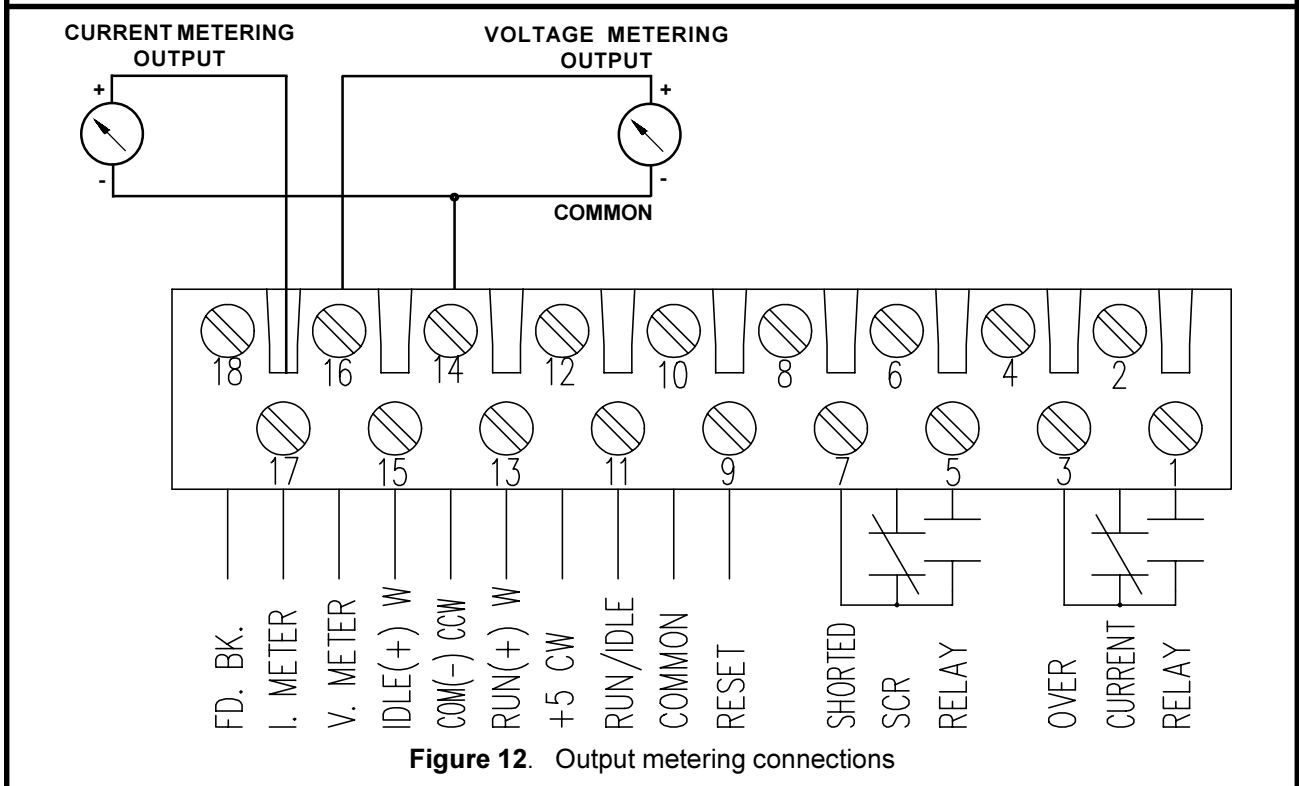 CURRENT METERING
OUTPUT
VOLTAGE METERING
OUTPUT
+
+
-
-
COMMON
18
16
14
12
10
8
6
4
2
17
15
13
11
9
7
5
3
1
FD. BK.
I. METER
V. METER
IDLE(+) W
COM(-) CCW
RUN(+) W
+5 CW
RUN/IDLE
COMMON
RESET
SHORTED
SCR
RELAY
OVER
CURRENT
RELAY
Figure 12. Output metering connections